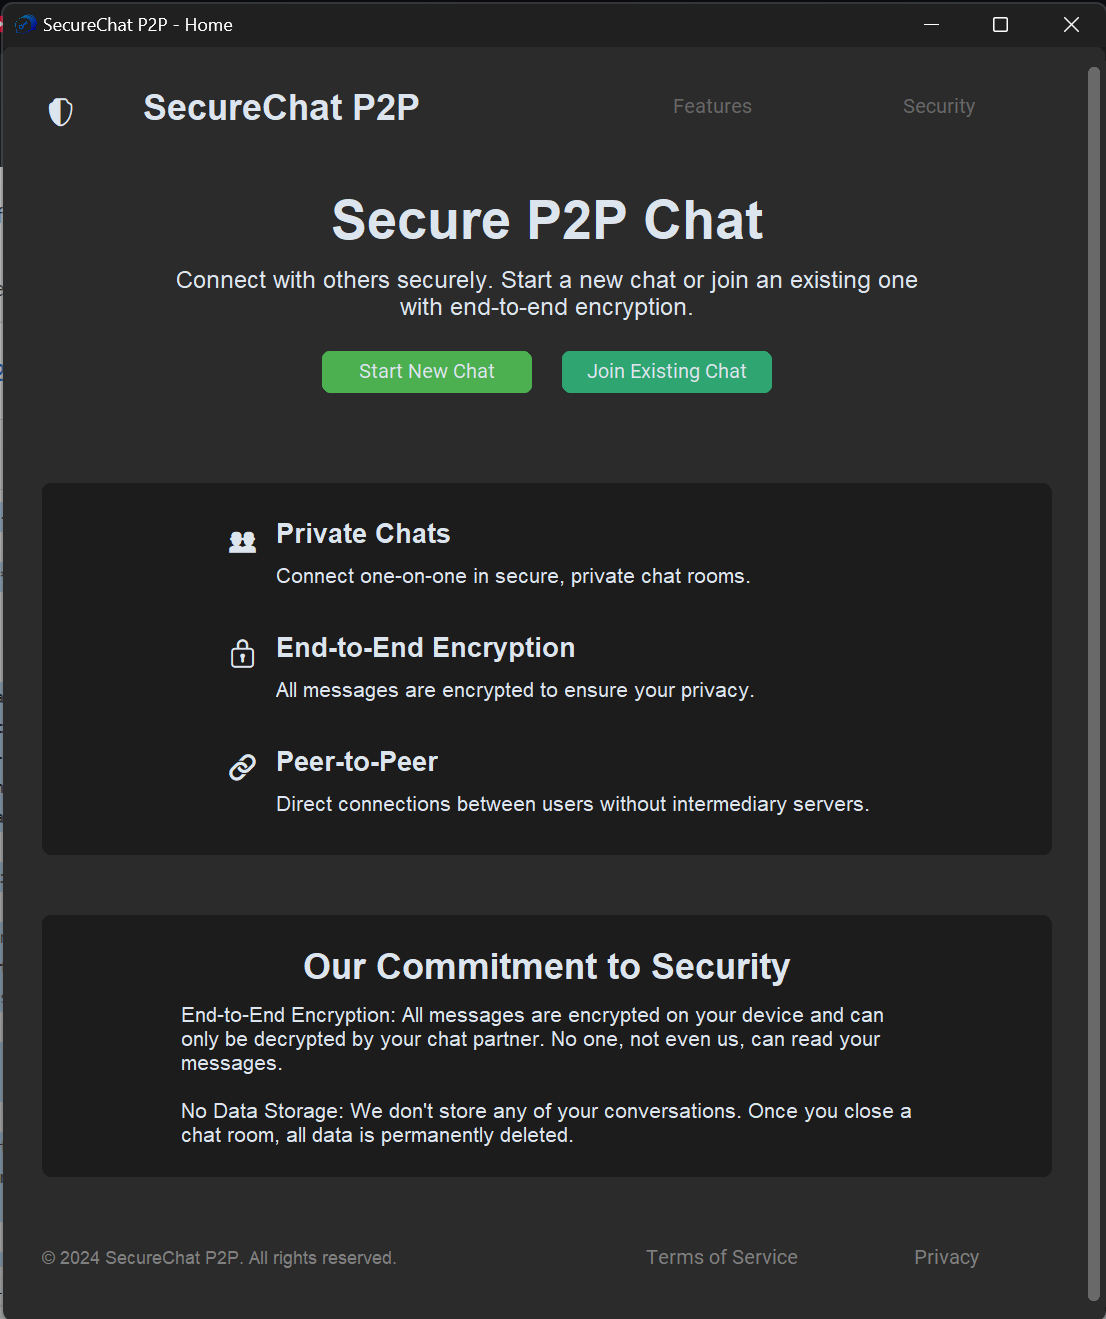 SecureChat P2P - Home
SecureChat P2P
Features
Security
Secure P2P Chat
Connect with others securely. Start a new chat or join an existing one
with end-to-end encryption.
Start New Chat
Join Existing Chat
Private Chats
Connect one-on-one in secure, private chat rooms.
End-to-End Encryption
All messages are encrypted to ensure your privacy.
Peer-to-Peer
Direct connections between users without intermediary servers.
Our Commitment to Security
End-to-End Encryption: All messages are encrypted on your device and can
only be decrypted by your chat partner. No one, not even us, can read your
messages.
No Data Storage: We don't store any of your conversations. Once you close a
chat room, all data is permanently deleted.
© 2024 SecureChat P2P. All rights reserved.
Terms of Service
Privacy